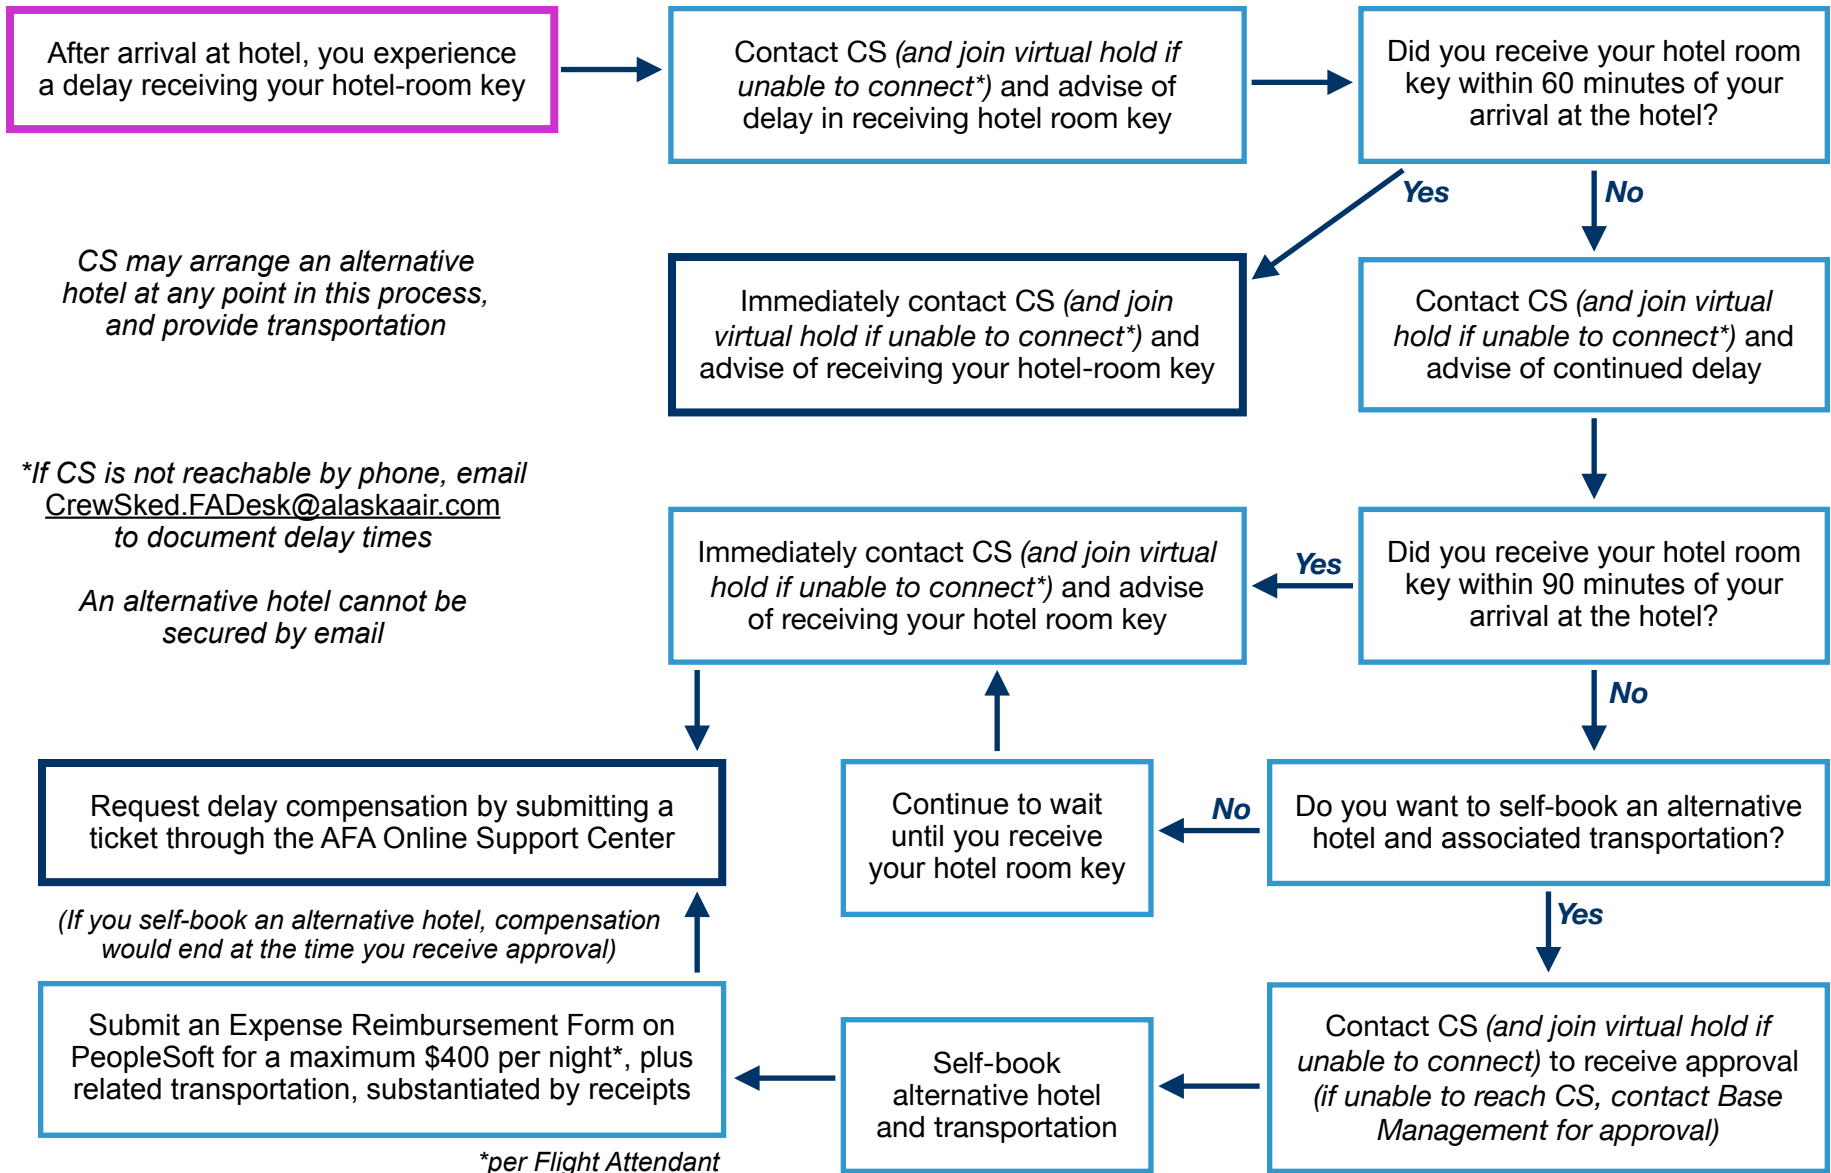 After arrival at hotel, you experience
a delay receiving your hotel-room key
Contact CS (and join virtual hold if
unable to connect*) and advise of
delay in receiving hotel room key
Did you receive your hotel room
key within 60 minutes of your
arrival at the hotel?
Yes
No
CS may arrange an alternative
hotel at any point in this process,
and provide transportation
Immediately contact CS (and join
virtual hold if unable to connect*) and
advise of receiving your hotel-room key
Contact CS (and join virtual
hold if unable to connect*) and
advise of continued delay
*If CS is not reachable by phone, email
CrewSked.FADesk@alaskaair.com
to document delay times
An alternative hotel cannot be
secured by email
Immediately contact CS (and join virtual
hold if unable to connect*) and advise
of receiving your hotel room key
Yes
Did you receive your hotel room
key within 90 minutes of your
arrival at the hotel?
No
Request delay compensation by submitting a
ticket through the AFA Online Support Center
Continue to wait
until you receive
your hotel room key
No
Do you want to self-book an alternative
hotel and associated transportation?
Yes
(If you self-book an alternative hotel, compensation
would end at the time you receive approval)
Submit an Expense Reimbursement Form on
PeopleSoft for a maximum $400 per night*, plus
related transportation, substantiated by receipts
Self-book
alternative hotel
and transportation
Contact CS (and join virtual hold if
unable to connect) to receive approval
(if unable to reach CS, contact Base
Management for approval)
*per Flight Attendant